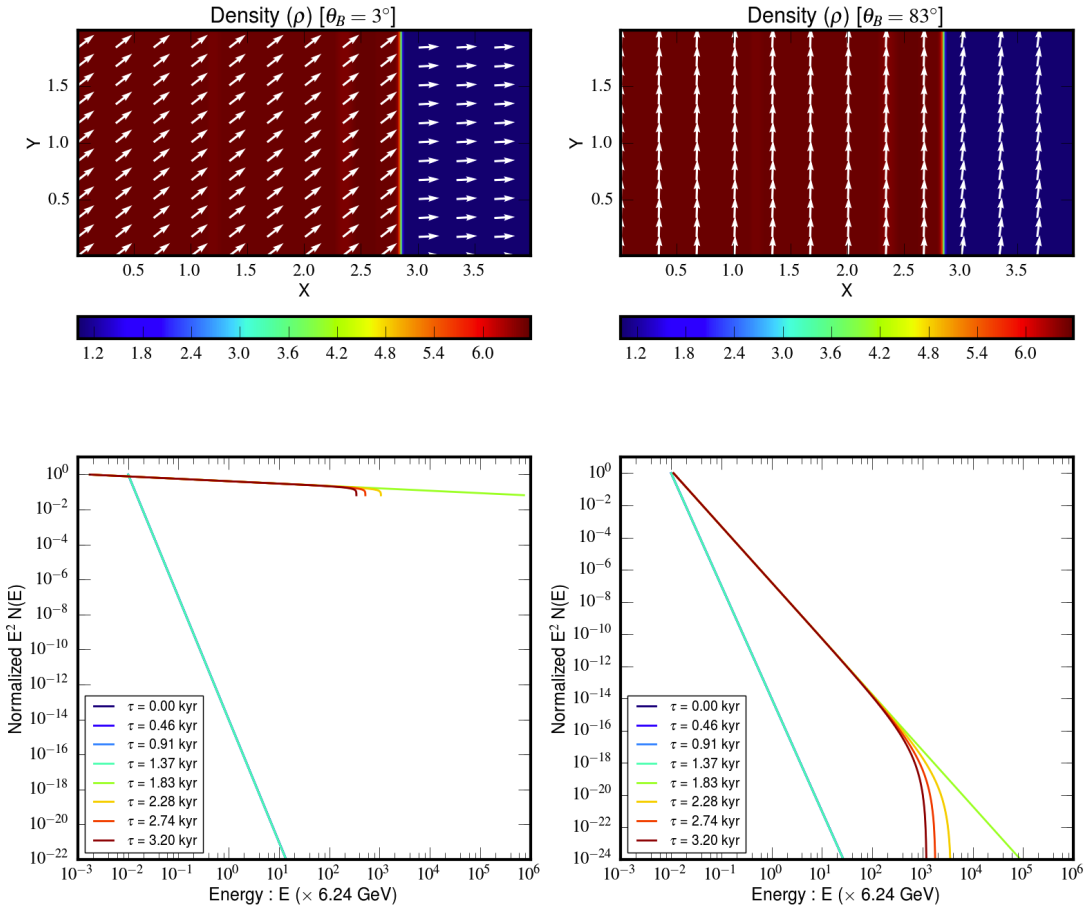 Density (ρ) [θ_B = 3°]
Density (ρ) [θ_B = 83°]
1.5
1.0
0.5
Y
0.5 1.0 1.5 2.0 2.5 3.0 3.5
X
1.5
1.0
0.5
Y
0.5 1.0 1.5 2.0 2.5 3.0 3.5
X
1.2 1.8 2.4 3.0 3.6 4.2 4.8 5.4 6.0
1.2 1.8 2.4 3.0 3.6 4.2 4.8 5.4 6.0
10^0
10^−2
10^−4
10^−6
10^−8
10^−10
10^−12
10^−14
10^−16
10^−18
10^−20
10^−22
Normalized E^2 N(E)
τ = 0.00 kyr
τ = 0.46 kyr
τ = 0.91 kyr
τ = 1.37 kyr
τ = 1.83 kyr
τ = 2.28 kyr
τ = 2.74 kyr
τ = 3.20 kyr
10^−3 10^−2 10^−1 10^0 10^1 10^2 10^3 10^4 10^5 10^6
Energy : E (× 6.24 GeV)
10^0
10^−2
10^−4
10^−6
10^−8
10^−10
10^−12
10^−14
10^−16
10^−18
10^−20
10^−22
10^−24
Normalized E^2 N(E)
τ = 0.00 kyr
τ = 0.46 kyr
τ = 0.91 kyr
τ = 1.37 kyr
τ = 1.83 kyr
τ = 2.28 kyr
τ = 2.74 kyr
τ = 3.20 kyr
10^−3 10^−2 10^−1 10^0 10^1 10^2 10^3 10^4 10^5 10^6
Energy : E (× 6.24 GeV)